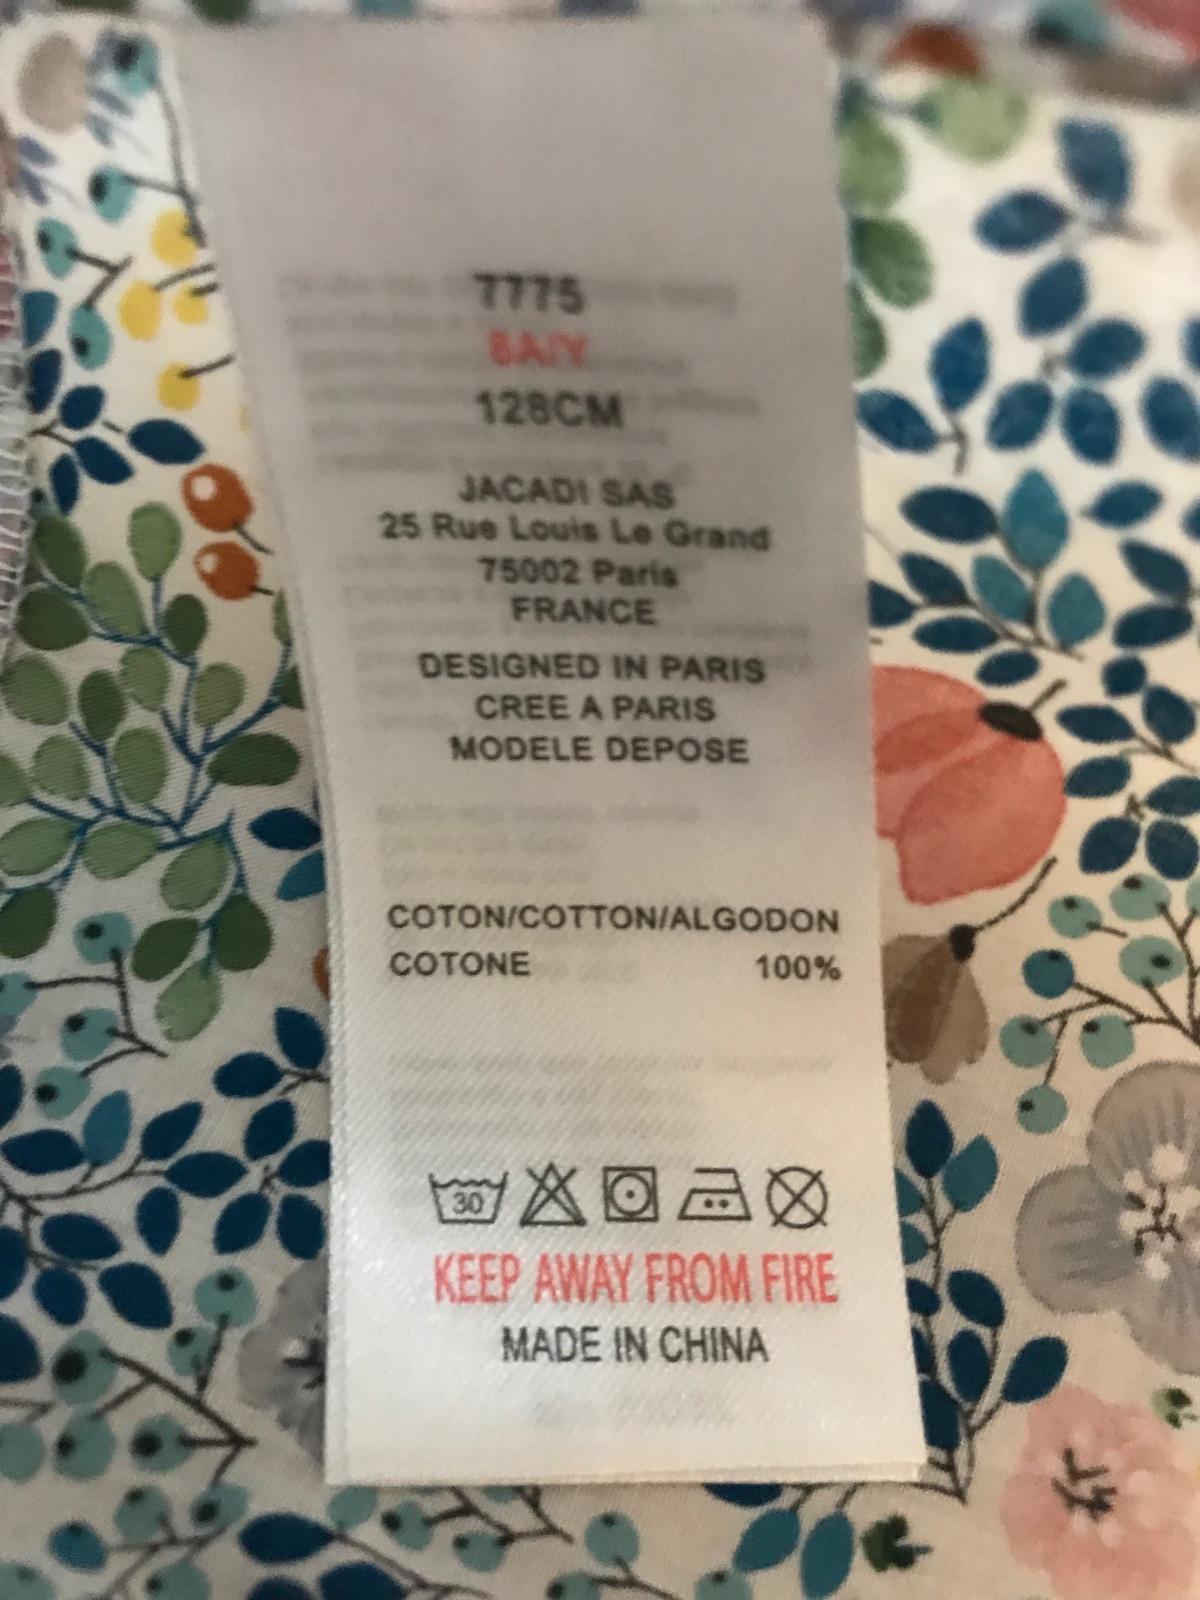 7775
8A/Y
128CM
JACADI SAS
25 Rue Louis Le Grand
75002 Paris
FRANCE
DESIGNED IN PARIS
CREE A PARIS
MODELE DEPOSE
COTON/COTTON/ALGODON
COTONE 100%
30
KEEP AWAY FROM FIRE
MADE IN CHINA